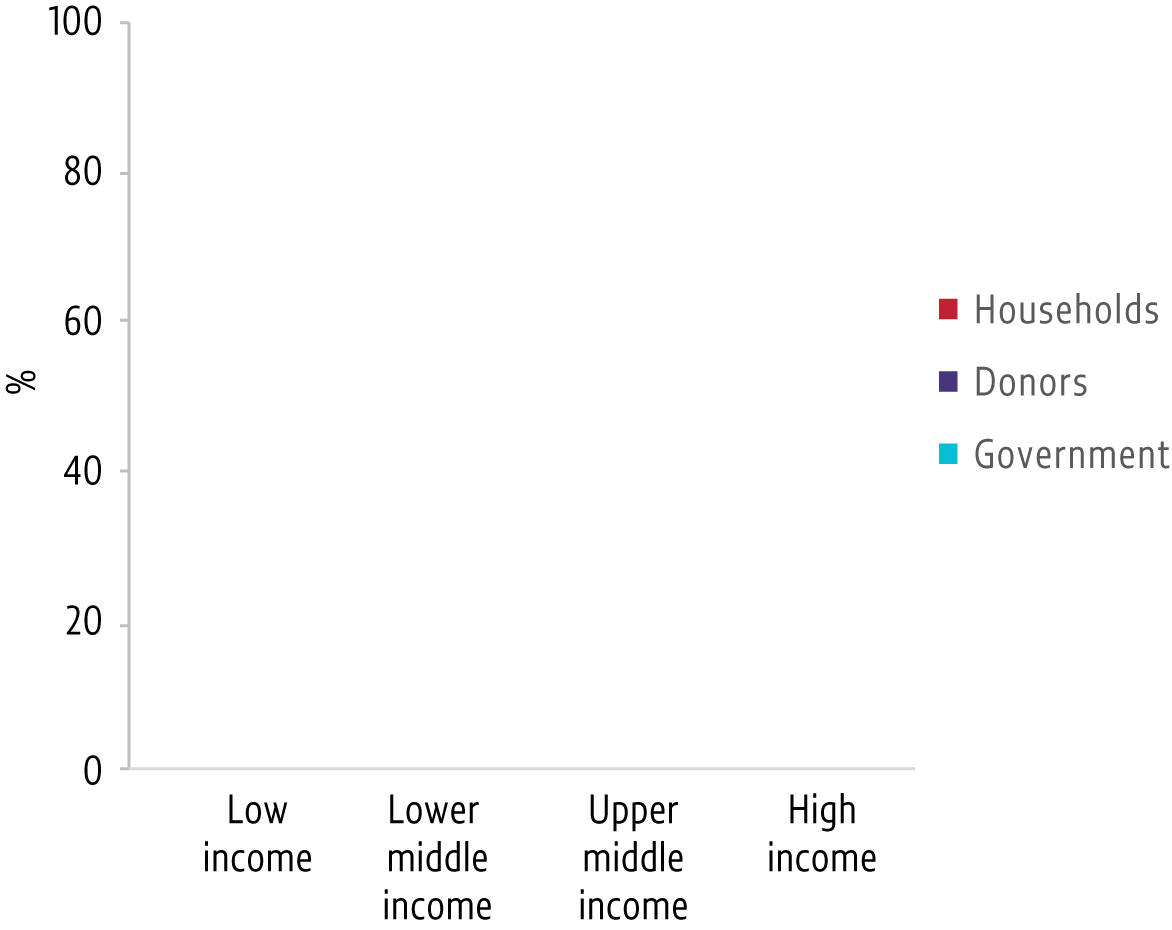 100
80
60
40
20
0
%
Low
income
Lower
middle
income
Upper
middle
income
High
income
Households
Donors
Government